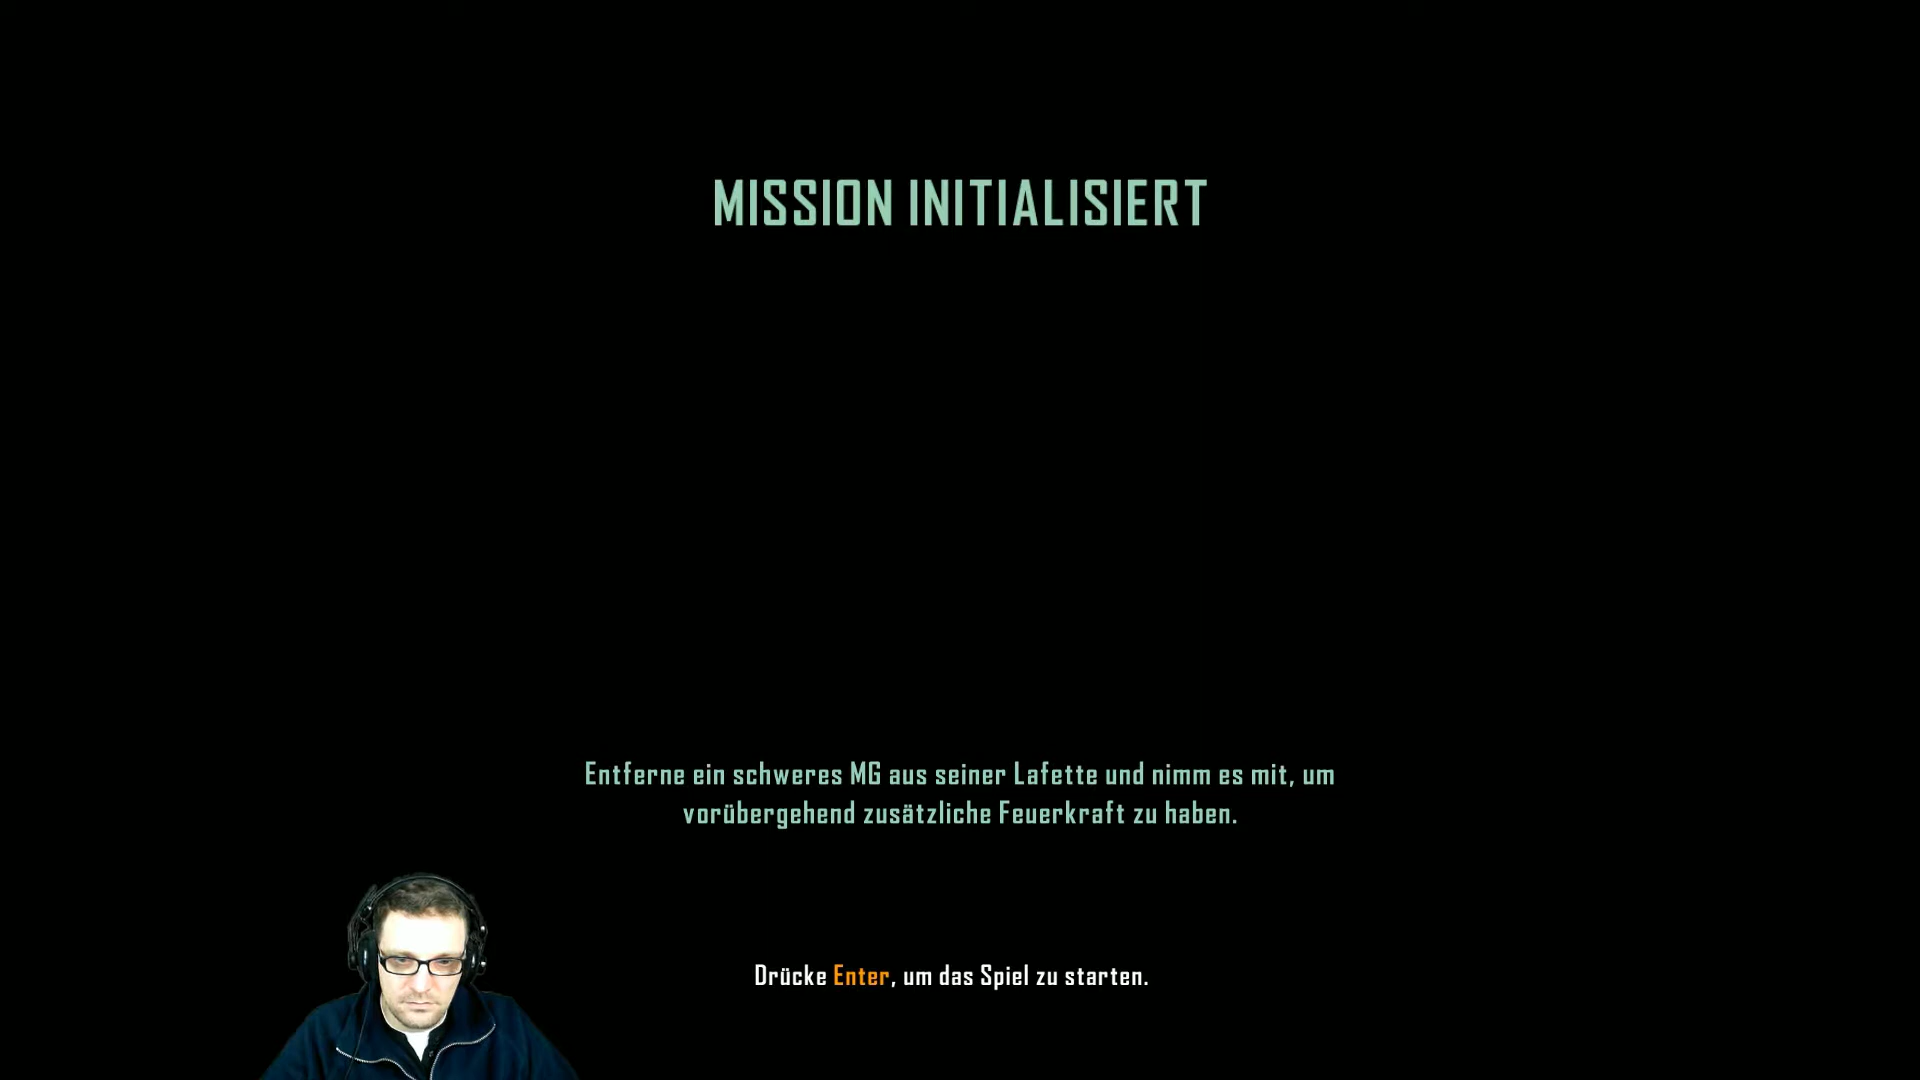 MISSION INITIALISIERT
Entferne ein schweres MG aus seiner Lafette und nimm es mit, um
vorübergehend zusätzliche Feuerkraft zu haben.
Drücke Enter, um das Spiel zu starten.